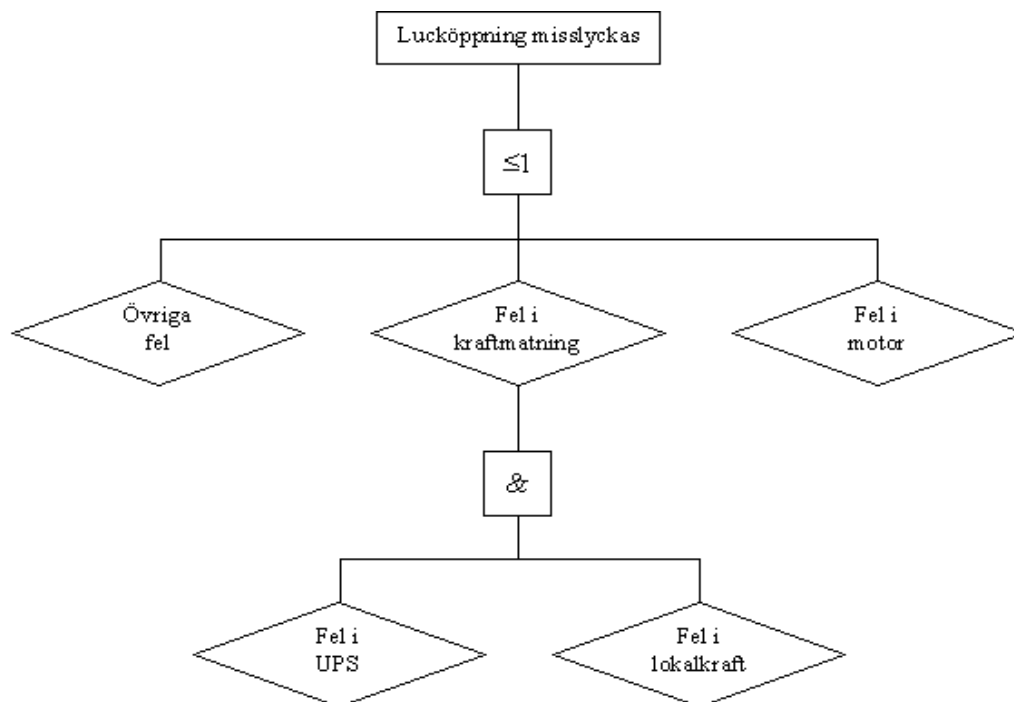 Lucköppning misslyckas
≤1
Övriga
fel
Fel i
kraftmatning
Fel i
motor
&
Fel i
UPS
Fel i
lokalkraft